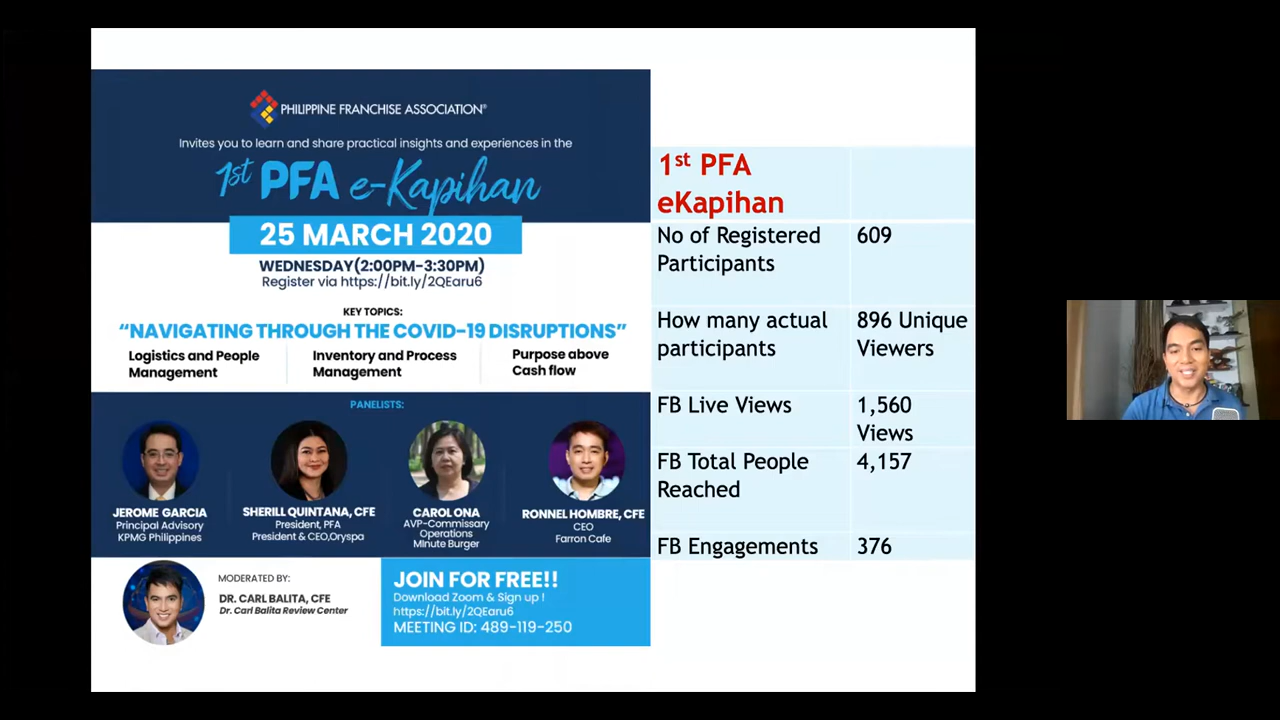 PHILIPPINE FRANCHISE ASSOCIATION®
Invites you to learn and share practical insights and experiences in the
1st PFA e-Kapihan
25 MARCH 2020
WEDNESDAY(2:00PM-3:30PM)
Register via https://bit.ly/2QEaru6
KEY TOPICS:
“NAVIGATING THROUGH THE COVID-19 DISRUPTIONS”
Logistics and People
Management
Inventory and Process
Management
Purpose above
Cash flow
PANELISTS:
JEROME GARCIA
Principal Advisory
KPMG Philippines
SHERILL QUINTANA, CFE
President, PFA
President & CEO,Oryspa
CAROL ONA
AVP-Commissary
Operations
Minute Burger
RONNEL HOMBRE, CFE
CEO
Farron Cafe
MODERATED BY:
DR. CARL BALITA, CFE
Dr. Carl Balita Review Center
JOIN FOR FREE!!
Download Zoom & Sign up !
https://bit.ly/2QEaru6
MEETING ID: 489-119-250
1st PFA
eKapihan
No of Registered
Participants
609
How many actual
participants
896 Unique
Viewers
FB Live Views
1,560
Views
FB Total People
Reached
4,157
FB Engagements
376